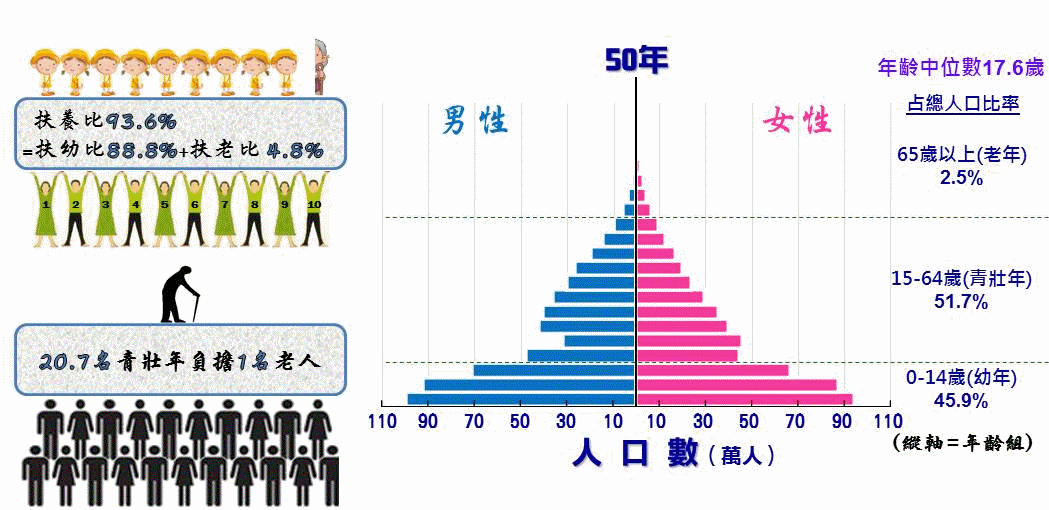 50年
年齡中位數17.6歲
占總人口比率
扶養比93.6%
=扶幼比88.8%+扶老比 4.8%
男性
女性
65歲以上(老年)
2.5%
1 2 3 4 5 6 7 8 9 10
15-64歲(青壯年)
51.7%
20.7名青壯年負擔1名老人
0-14歲(幼年)
45.9%
110 90 70 50 30 10 10 30 50 70 90 110
人口數(萬人)
(縱軸=年齡組)